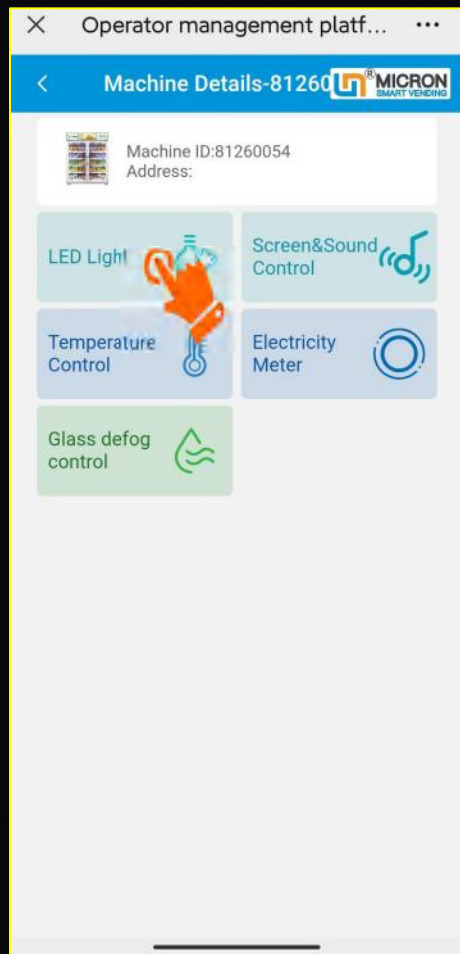 Operator management platf...
Machine Details-81260
®MICRON
SMART VENDING
Machine ID:81260054
Address:
LED Light
Screen&Sound
Control
Temperature
Control
Electricity
Meter
Glass defog
control